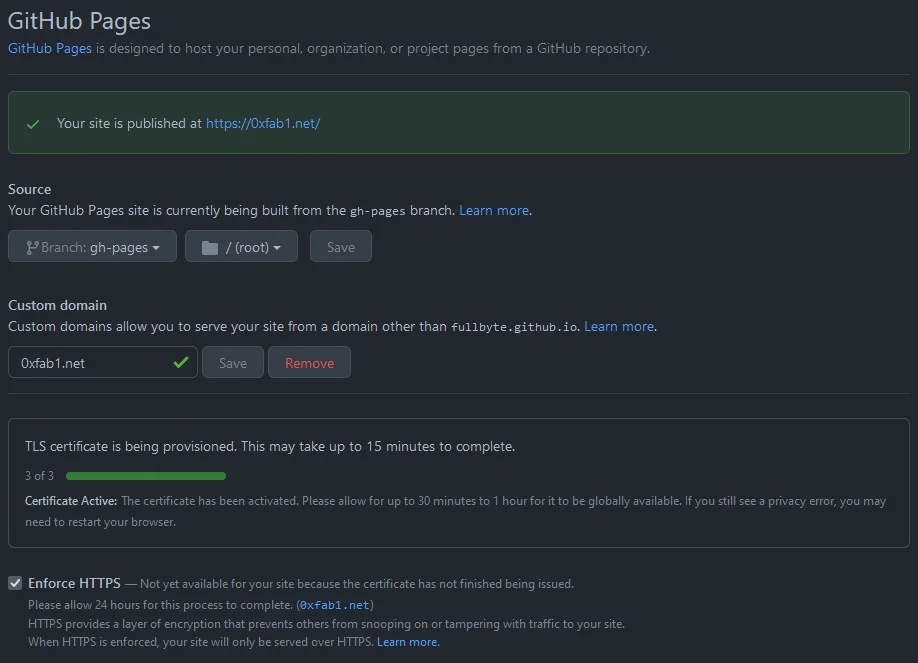 GitHub Pages
GitHub Pages is designed to host your personal, organization, or project pages from a GitHub repository.
Your site is published at https://0xfab1.net/
Source
Your GitHub Pages site is currently being built from the gh-pages branch. Learn more.
Branch: gh-pages / (root) Save
Custom domain
Custom domains allow you to serve your site from a domain other than fullbyte.github.io. Learn more.
0xfab1.net Save Remove
TLS certificate is being provisioned. This may take up to 15 minutes to complete.
3 of 3
Certificate Active: The certificate has been activated. Please allow for up to 30 minutes to 1 hour for it to be globally available. If you still see a privacy error, you may
need to restart your browser.
Enforce HTTPS — Not yet available for your site because the certificate has not finished being issued.
Please allow 24 hours for this process to complete. (0xfab1.net)
HTTPS provides a layer of encryption that prevents others from snooping on or tampering with traffic to your site.
When HTTPS is enforced, your site will only be served over HTTPS. Learn more.